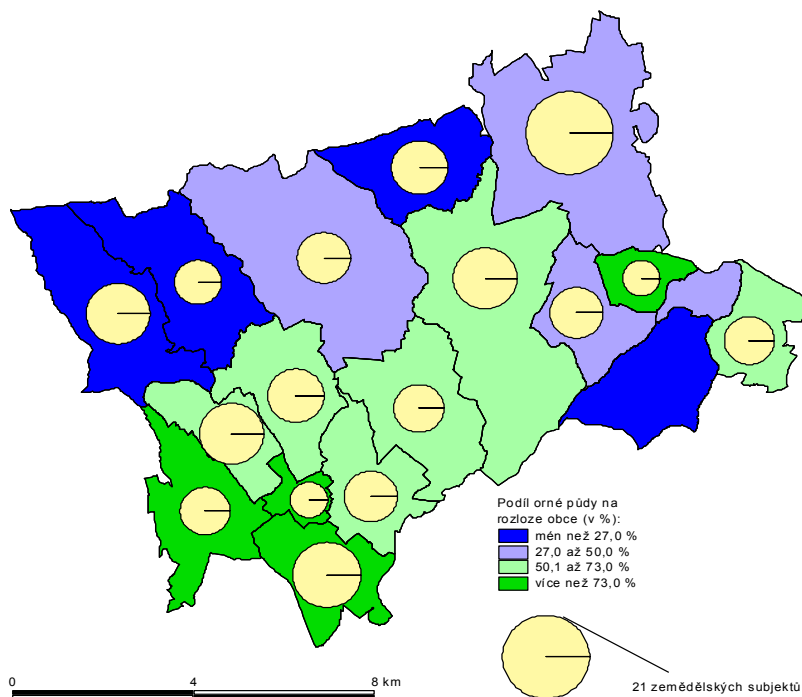 Podíl orné půdy na
rozloze obce (v %):
mén než 27,0 %
27,0 až 50,0 %
50,1 až 73,0 %
více než 73,0 %
21 zemědělských subjektů
0 4 8 km